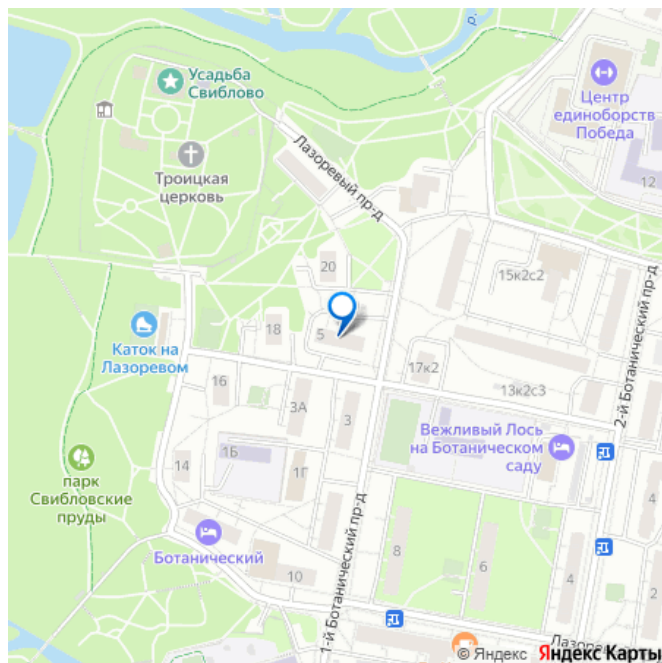 р.
Усадьба
Свиблово
Центр
единоборств
Победа
Лазоревый пр-д
Троицкая
церковь
12
20
15к2с2
2-й Ботанический пр-д
18
5
Каток на
Лазоревом
17к2
16
13к2с3
3А
3
Вежливый Лось
на Ботаническом
саду
1Б
14
1Г
парк
Свибловские
пруды
1-й Ботанический пр-д
8
6
Ботанический
10
4
2
Лазоре
© Яндекс Яндекс Карты